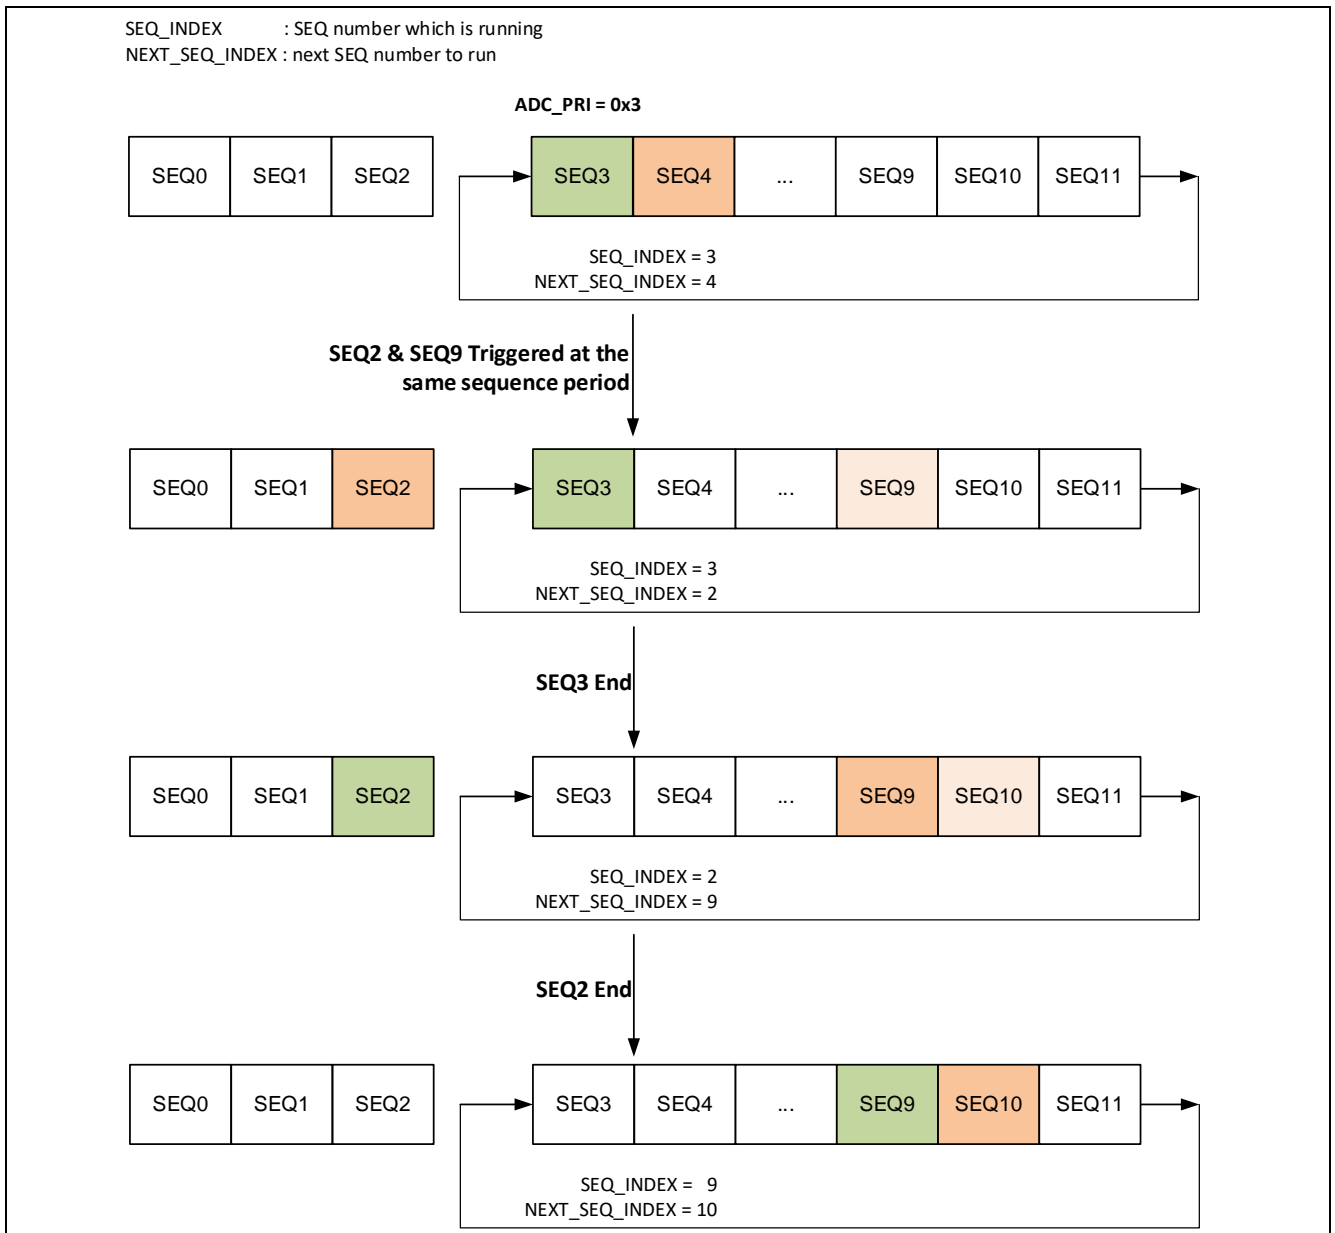 SEQ_INDEX : SEQ number which is running
NEXT_SEQ_INDEX : next SEQ number to run
ADC_PRI = 0x3
SEQ0 SEQ1 SEQ2 SEQ3 SEQ4 ... SEQ9 SEQ10 SEQ11
SEQ_INDEX = 3
NEXT_SEQ_INDEX = 4
SEQ2 & SEQ9 Triggered at the
same sequence period
SEQ0 SEQ1 SEQ2 SEQ3 SEQ4 ... SEQ9 SEQ10 SEQ11
SEQ_INDEX = 3
NEXT_SEQ_INDEX = 2
SEQ3 End
SEQ0 SEQ1 SEQ2 SEQ3 SEQ4 ... SEQ9 SEQ10 SEQ11
SEQ_INDEX = 2
NEXT_SEQ_INDEX = 9
SEQ2 End
SEQ0 SEQ1 SEQ2 SEQ3 SEQ4 ... SEQ9 SEQ10 SEQ11
SEQ_INDEX = 9
NEXT_SEQ_INDEX = 10